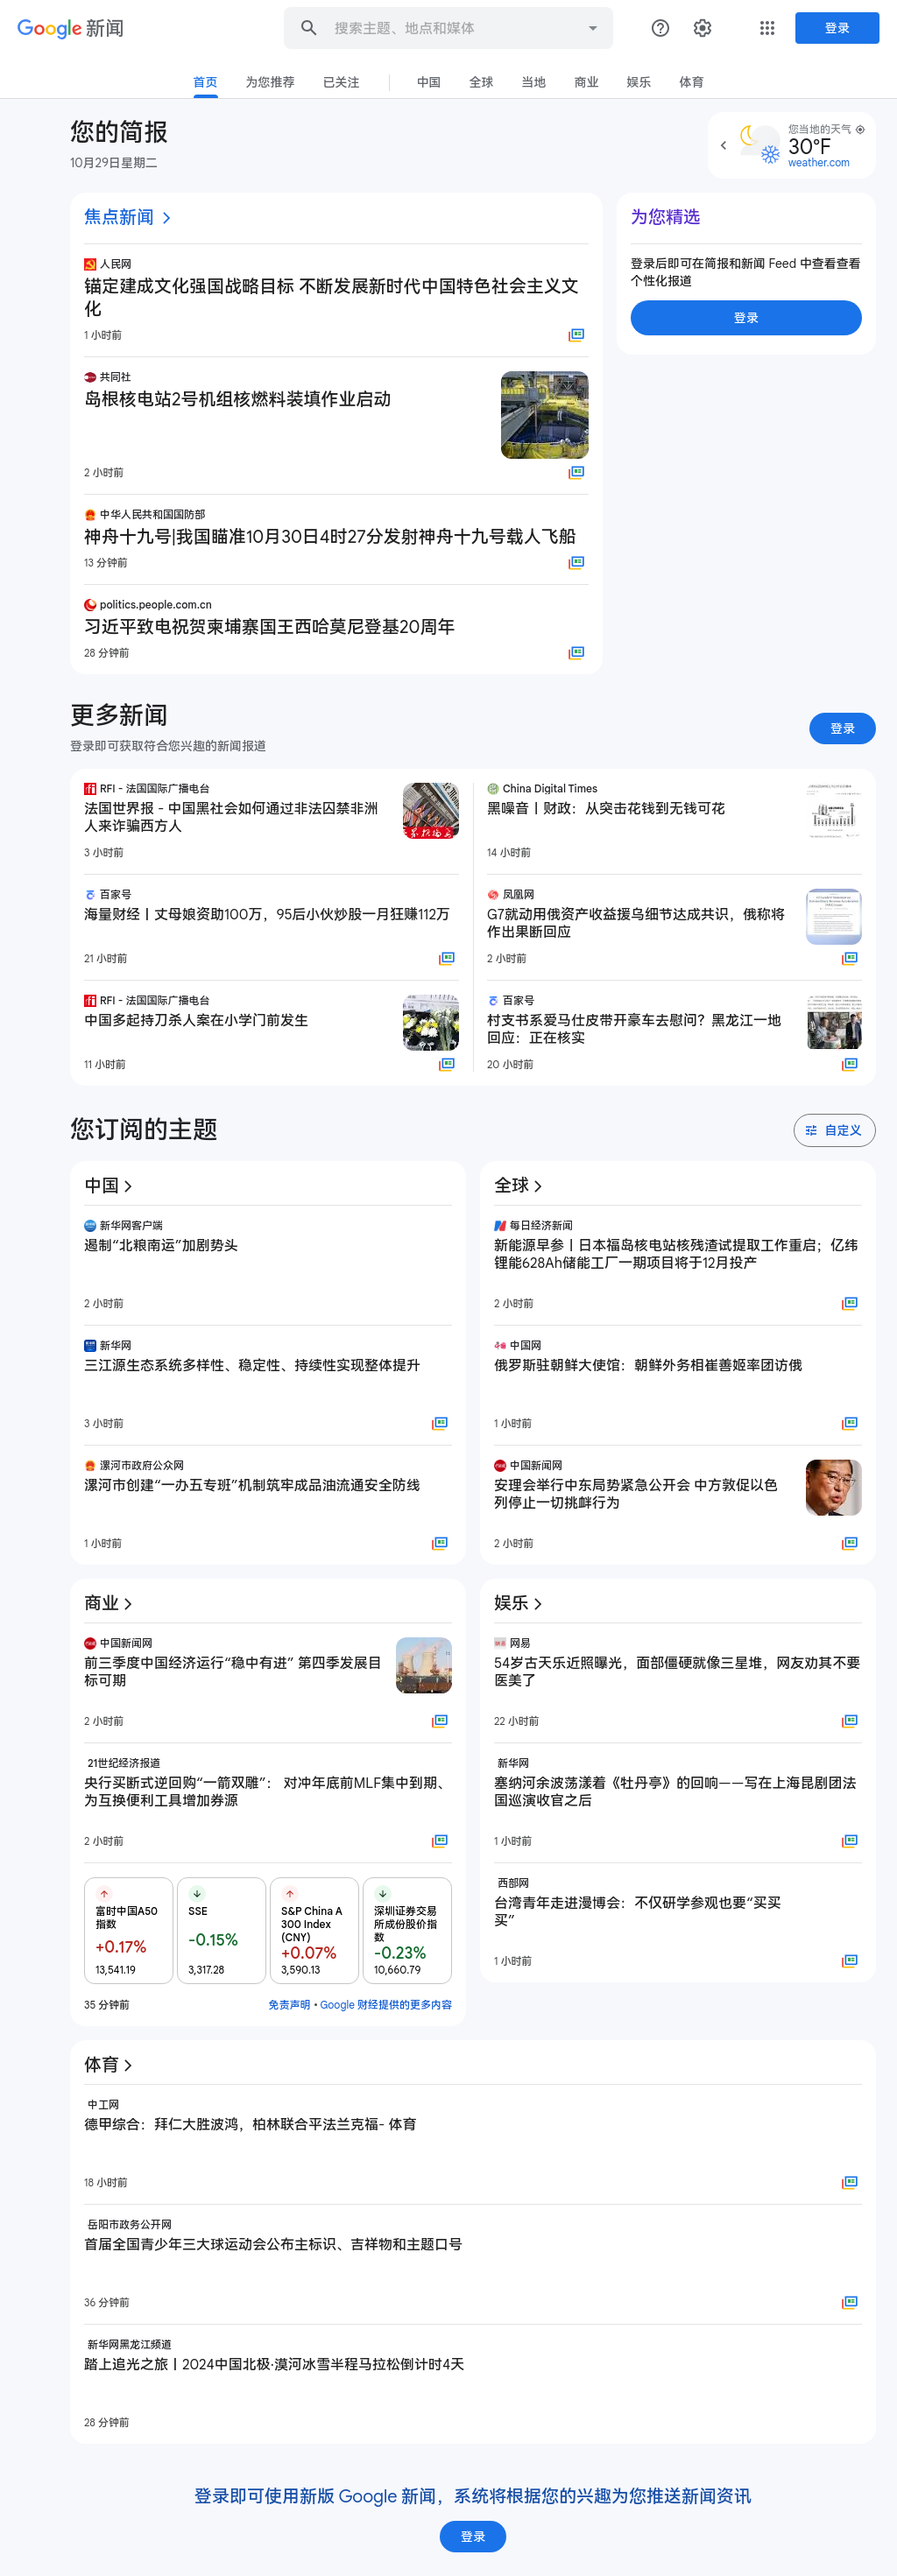 Google 新闻
搜索主题、地点和媒体
登录
首页
为您推荐
已关注
中国
全球
当地
商业
娱乐
体育
您的简报
10月29日星期二
您当地的天气
30°F
weather.com
焦点新闻
人民网
锚定建成文化强国战略目标 不断发展新时代中国特色社会主义文
化
1 小时前
共同社
岛根核电站2号机组核燃料装填作业启动
2 小时前
中华人民共和国国防部
神舟十九号|我国瞄准10月30日4时27分发射神舟十九号载人飞船
13 分钟前
politics.people.com.cn
习近平致电祝贺柬埔寨国王西哈莫尼登基20周年
28 分钟前
为您精选
登录后即可在简报和新闻 Feed 中查看查看
个性化报道
登录
更多新闻
登录即可获取符合您兴趣的新闻报道
登录
RFI - 法国国际广播电台
法国世界报 - 中国黑社会如何通过非法囚禁非洲
人来诈骗西方人
3 小时前
百家号
海量财经丨丈母娘资助100万，95后小伙炒股一月狂赚112万
21 小时前
RFI - 法国国际广播电台
中国多起持刀杀人案在小学门前发生
11 小时前
China Digital Times
黑噪音丨财政：从突击花钱到无钱可花
14 小时前
凤凰网
G7就动用俄资产收益援乌细节达成共识，俄称将
作出果断回应
2 小时前
百家号
村支书系爱马仕皮带开豪车去慰问？黑龙江一地
回应：正在核实
20 小时前
您订阅的主题
自定义
中国
新华网客户端
遏制“北粮南运”加剧势头
2 小时前
新华网
三江源生态系统多样性、稳定性、持续性实现整体提升
3 小时前
漯河市政府公众网
漯河市创建“一办五专班”机制筑牢成品油流通安全防线
1 小时前
全球
每日经济新闻
新能源早参丨日本福岛核电站核残渣试提取工作重启；亿纬
锂能628Ah储能工厂一期项目将于12月投产
2 小时前
中国网
俄罗斯驻朝鲜大使馆：朝鲜外务相崔善姬率团访俄
1 小时前
中国新闻网
安理会举行中东局势紧急公开会 中方敦促以色
列停止一切挑衅行为
2 小时前
商业
中国新闻网
前三季度中国经济运行“稳中有进” 第四季发展目
标可期
2 小时前
21世纪经济报道
央行买断式逆回购“一箭双雕”： 对冲年底前MLF集中到期、
为互换便利工具增加券源
2 小时前
富时中国A50
指数
+0.17%
13,541.19
SSE
-0.15%
3,317.28
S&P China A
300 Index
(CNY)
+0.07%
3,590.13
深圳证券交易
所成份股价指
数
-0.23%
10,660.79
35 分钟前
免责声明 • Google 财经提供的更多内容
娱乐
网易
54岁古天乐近照曝光，面部僵硬就像三星堆，网友劝其不要
医美了
22 小时前
新华网
塞纳河余波荡漾着《牡丹亭》的回响——写在上海昆剧团法
国巡演收官之后
1 小时前
西部网
台湾青年走进漫博会：不仅研学参观也要“买买
买”
1 小时前
体育
中工网
德甲综合：拜仁大胜波鸿，柏林联合平法兰克福- 体育
18 小时前
岳阳市政务公开网
首届全国青少年三大球运动会公布主标识、吉祥物和主题口号
36 分钟前
新华网黑龙江频道
踏上追光之旅丨2024中国北极·漠河冰雪半程马拉松倒计时4天
28 分钟前
登录即可使用新版 Google 新闻，系统将根据您的兴趣为您推送新闻资讯
登录